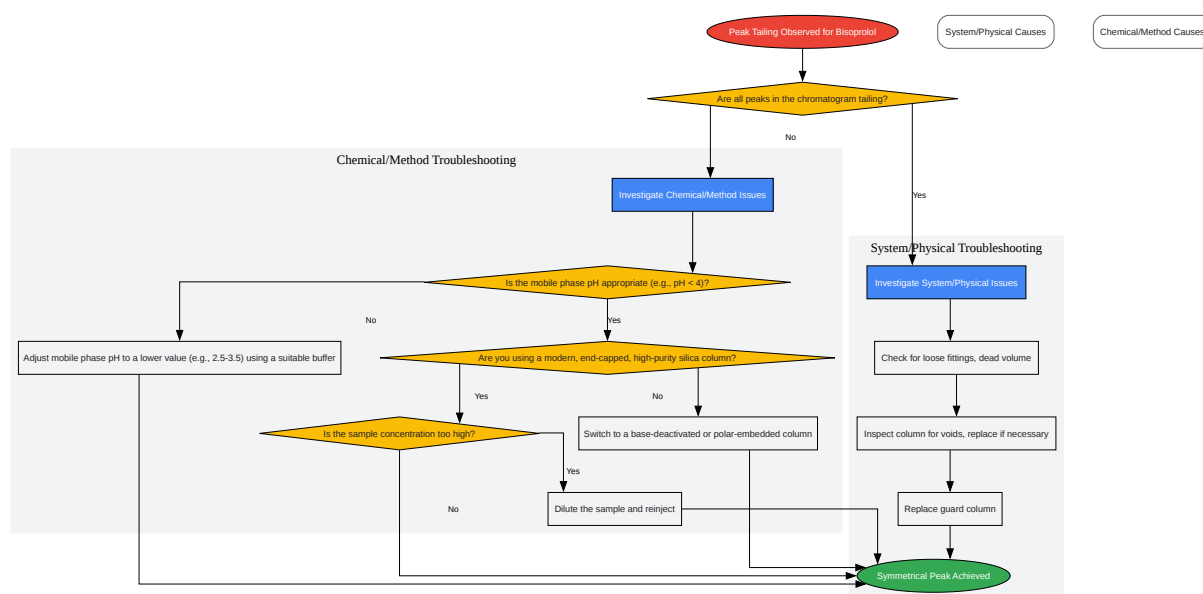 Peak Tailing Observed for Bisoprolol
System/Physical Causes
Chemical/Method Causes
Are all peaks in the chromatogram tailing?
No
Yes
Chemical/Method Troubleshooting
Investigate Chemical/Method Issues
System/Physical Troubleshooting
Investigate System/Physical Issues
Is the mobile phase pH appropriate (e.g., pH < 4)?
No
Yes
Adjust mobile phase pH to a lower value (e.g., 2.5-3.5) using a suitable buffer
Are you using a modern, end-capped, high-purity silica column?
Check for loose fittings, dead volume
Yes
No
Is the sample concentration too high?
Switch to a base-deactivated or polar-embedded column
Inspect column for voids, replace if necessary
Yes
No
Dilute the sample and reinject
Replace guard column
Symmetrical Peak Achieved